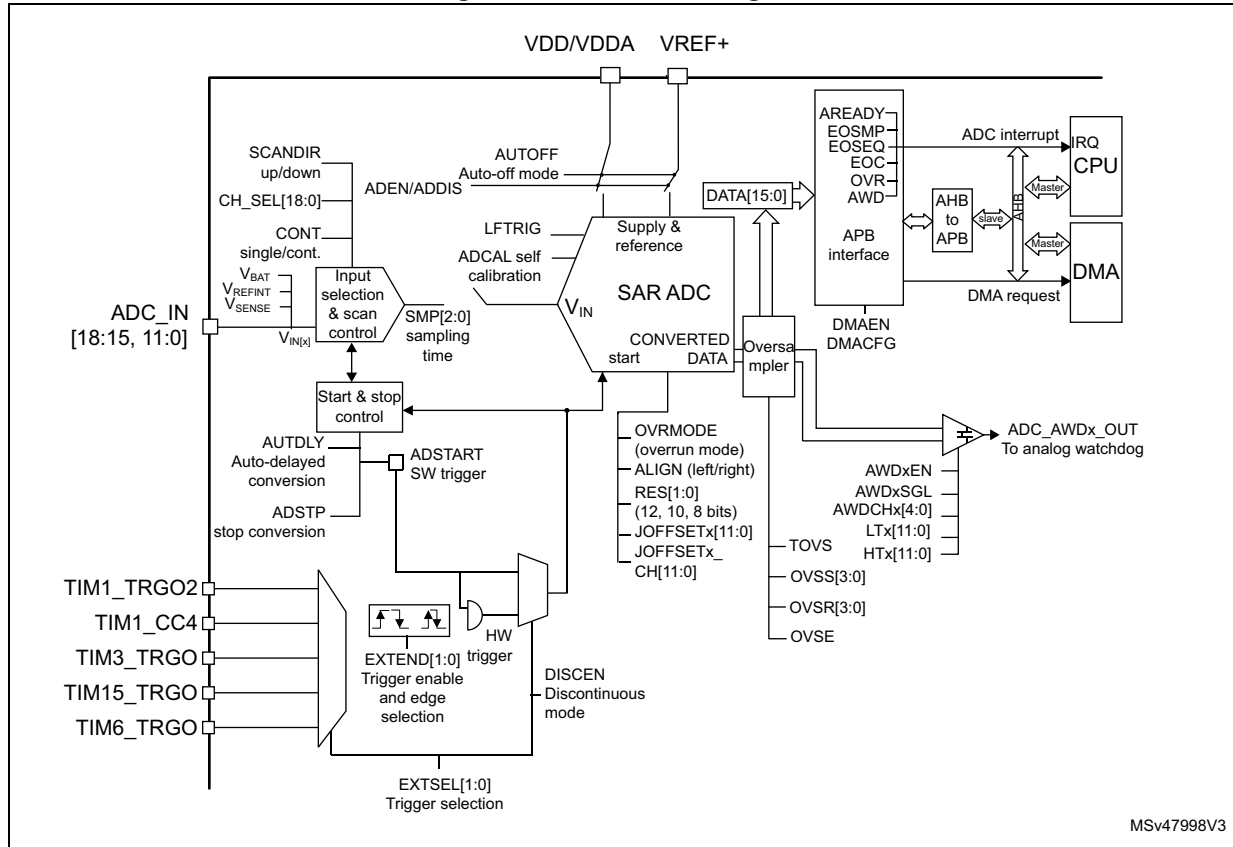 VDD/VDDA
VREF+
SCANDIR
up/down
CH_SEL[18:0]
CONT
single/cont.
VBAT
VREFINT
VSENSE
VIN[x]
ADC_IN
[18:15, 11:0]
Input
selection
& scan
control
SMP[2:0]
sampling
time
AUTOFF
Auto-off mode
ADEN/ADDIS
LFTRIG
ADCAL self
calibration
Supply &
reference
SAR ADC
VIN
CONVERTED
DATA
start
DATA[15:0]
Oversa
mpler
AREADY
EOSMP
EOSEQ
EOC
OVR
AWD
APB
interface
DMAEN
DMACFG
AHB
to
APB
slave
AHB
Master
Master
ADC interrupt
IRQ
CPU
DMA
DMA request
Start & stop
control
AUTDLY
Auto-delayed
conversion
ADSTP
stop conversion
ADSTART
SW trigger
OVRMODE
(overrun mode)
ALIGN (left/right)
RES[1:0]
(12, 10, 8 bits)
JOFFSETx[11:0]
JOFFSETx_
CH[11:0]
ADC_AWDx_OUT
To analog watchdog
AWDxEN
AWDxSGL
AWDCHx[4:0]
LTx[11:0]
HTx[11:0]
TOVS
OVSS[3:0]
OVSR[3:0]
OVSE
TIM1_TRGO2
TIM1_CC4
TIM3_TRGO
TIM15_TRGO
TIM6_TRGO
HW
trigger
EXTEND[1:0]
Trigger enable
and edge
selection
DISCEN
Discontinuous
mode
EXTSEL[1:0]
Trigger selection
MSv47998V3